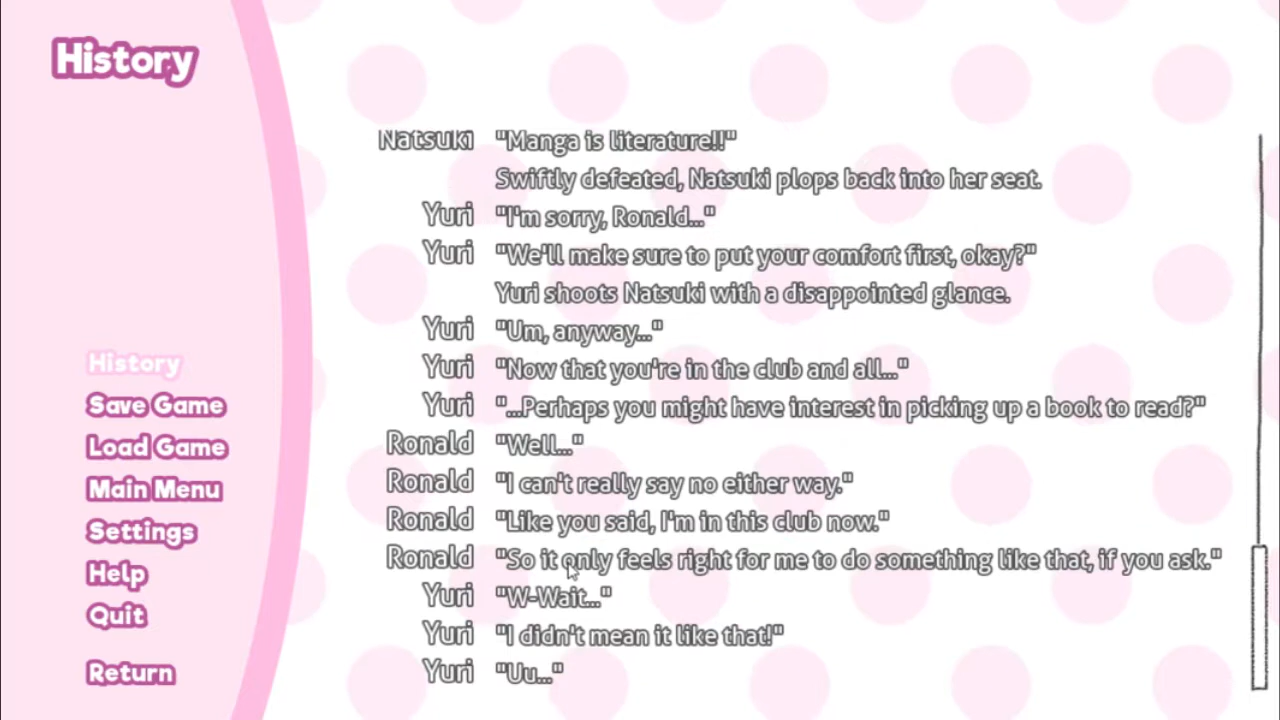 History
Natsuki "Manga is literature!!"
Swiftly defeated, Natsuki plops back into her seat.
Yuri "I'm sorry, Ronald..."
Yuri "We'll make sure to put your comfort first, okay?"
Yuri shoots Natsuki with a disappointed glance.
Yuri "Um, anyway..."
Yuri "Now that you're in the club and all..."
Yuri "...Perhaps you might have interest in picking up a book to read?"
Ronald "Well..."
Ronald "I can't really say no either way."
Ronald "Like you said, I'm in this club now."
Ronald "So it only feels right for me to do something like that, if you ask."
Yuri "W-Wait..."
Yuri "I didn't mean it like that!"
Yuri "Uu..."
History
Save Game
Load Game
Main Menu
Settings
Help
Quit
Return